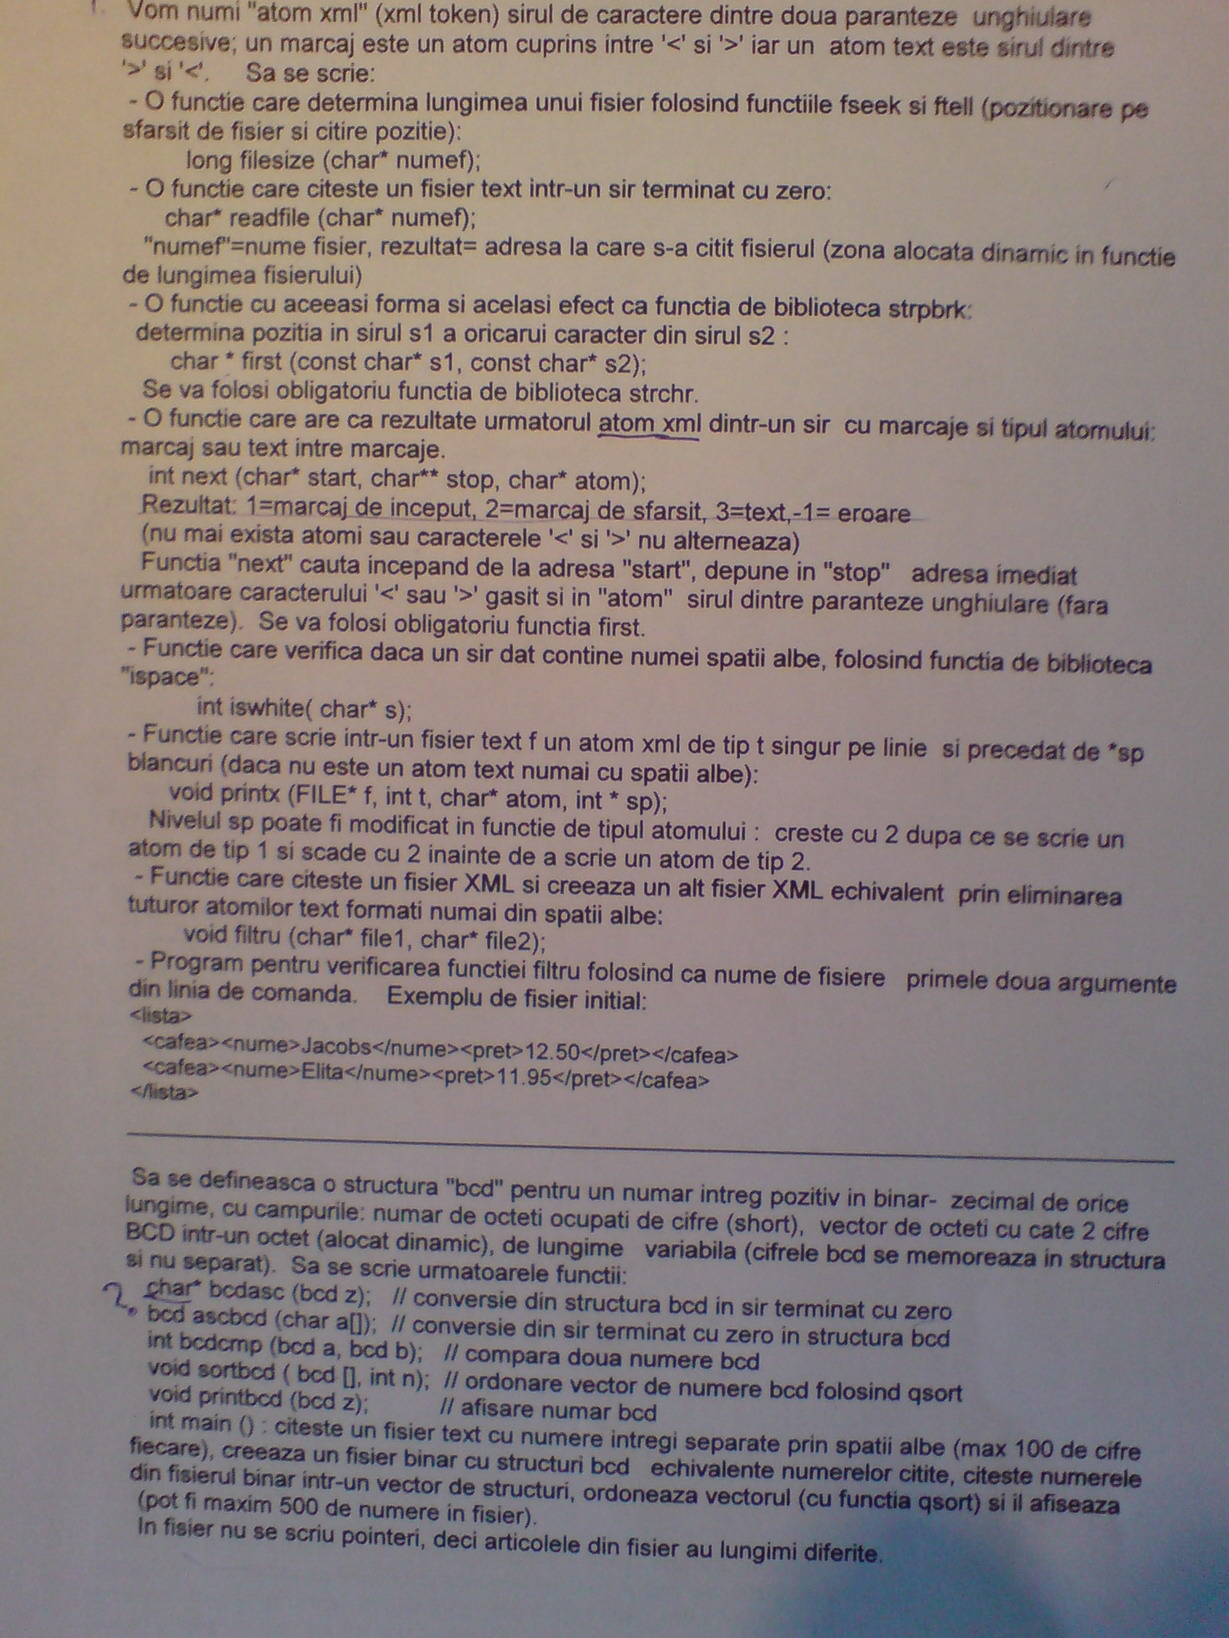 Vom numi "atom xml" (xml token) sirul de caractere dintre doua paranteze unghiulare
succesive; un marcaj este un atom cuprins intre '<' si '>' iar un atom text este sirul dintre
'>' si '<'. Sa se scrie:
- O functie care determina lungimea unui fisier folosind functiile fseek si ftell (pozitionare pe
sfarsit de fisier si citire pozitie):
long filesize (char* numef);
- O functie care citeste un fisier text intr-un sir terminat cu zero:
char* readfile (char* numef);
"numef"=nume fisier, rezultat= adresa la care s-a citit fisierul (zona alocata dinamic in functie
de lungimea fisierului)
- O functie cu aceeasi forma si acelasi efect ca functia de biblioteca strpbrk:
determina pozitia in sirul s1 a oricarui caracter din sirul s2 :
char * first (const char* s1, const char* s2);
Se va folosi obligatoriu functia de biblioteca strchr.
- O functie care are ca rezultate urmatorul atom xml dintr-un sir cu marcaje si tipul atomului:
marcaj sau text intre marcaje.
int next (char* start, char** stop, char* atom);
Rezultat: 1=marcaj de inceput, 2=marcaj de sfarsit, 3=text,-1= eroare
(nu mai exista atomi sau caracterele '<' si '>' nu alterneaza)
Functia "next" cauta incepand de la adresa "start", depune in "stop" adresa imediat
urmatoare caracterului '<' sau '>' gasit si in "atom" sirul dintre paranteze unghiulare (fara
paranteze). Se va folosi obligatoriu functia first.
- Functie care verifica daca un sir dat contine numei spatii albe, folosind functia de biblioteca
"ispace":
int iswhite( char* s);
- Functie care scrie intr-un fisier text f un atom xml de tip t singur pe linie si precedat de *sp
blancuri (daca nu este un atom text numai cu spatii albe):
void printx (FILE* f, int t, char* atom, int * sp);
Nivelul sp poate fi modificat in functie de tipul atomului : creste cu 2 dupa ce se scrie un
atom de tip 1 si scade cu 2 inainte de a scrie un atom de tip 2.
- Functie care citeste un fisier XML si creeaza un alt fisier XML echivalent prin eliminarea
tuturor atomilor text formati numai din spatii albe:
void filtru (char* file1, char* file2);
- Program pentru verificarea functiei filtru folosind ca nume de fisiere primele doua argumente
din linia de comanda. Exemplu de fisier initial:
<lista>
<cafea><nume>Jacobs</nume><pret>12.50</pret></cafea>
<cafea><nume>Elita</nume><pret>11.95</pret></cafea>
</lista>
Sa se defineasca o structura "bcd" pentru un numar intreg pozitiv in binar- zecimal de orice
lungime, cu campurile: numar de octeti ocupati de cifre (short), vector de octeti cu cate 2 cifre
BCD intr-un octet (alocat dinamic), de lungime variabila (cifrele bcd se memoreaza in structura
si nu separat). Sa se scrie urmatoarele functii:
2. char* bcdasc (bcd z); // conversie din structura bcd in sir terminat cu zero
bcd ascbcd (char a[]); // conversie din sir terminat cu zero in structura bcd
int bcdcmp (bcd a, bcd b); // compara doua numere bcd
void sortbcd ( bcd [], int n); // ordonare vector de numere bcd folosind qsort
void printbcd (bcd z); // afisare numar bcd
int main () : citeste un fisier text cu numere intregi separate prin spatii albe (max 100 de cifre
fiecare), creeaza un fisier binar cu structuri bcd echivalente numerelor citite, citeste numerele
din fisierul binar intr-un vector de structuri, ordoneaza vectorul (cu functia qsort) si il afiseaza
(pot fi maxim 500 de numere in fisier).
In fisier nu se scriu pointeri, deci articolele din fisier au lungimi diferite.